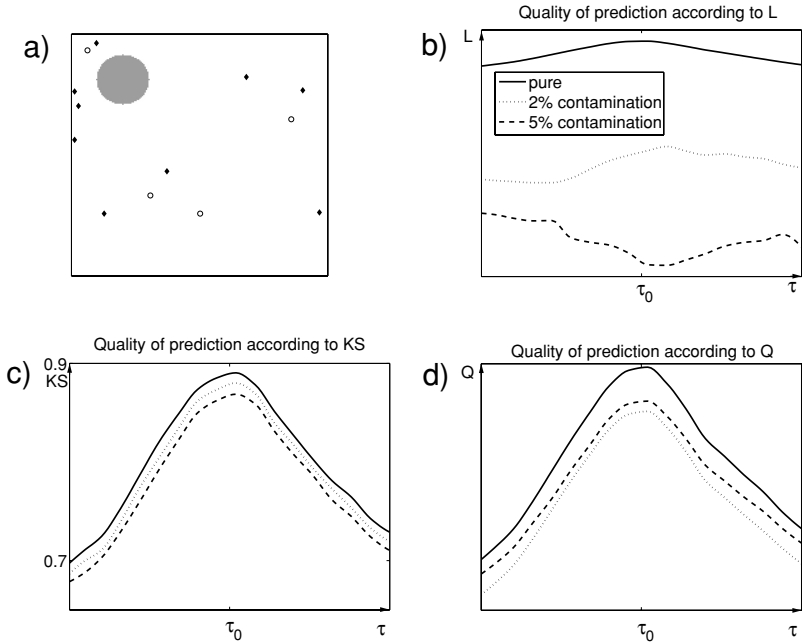 a)
b)
Quality of prediction according to L
L
pure
2% contamination
5% contamination
τ0
τ
c)
Quality of prediction according to KS
0.9
KS
0.7
τ0
τ
d)
Quality of prediction according to Q
Q
τ0
τ